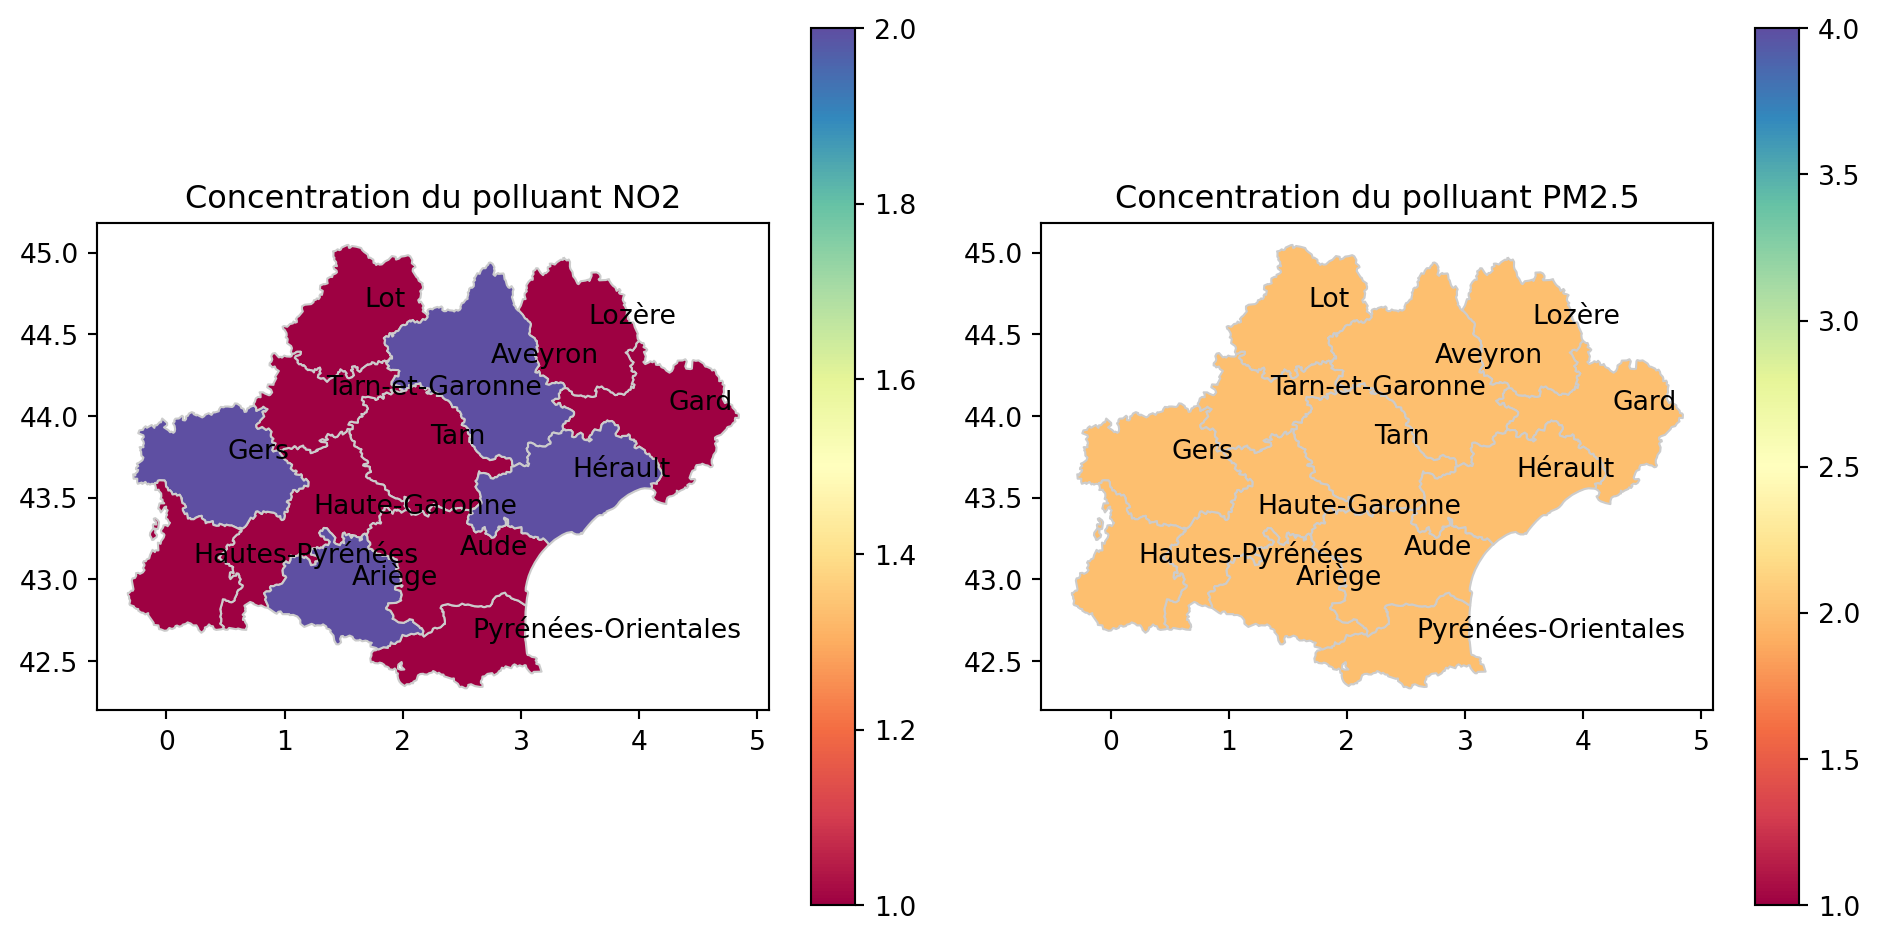 Concentration du polluant NO2
45.0
44.5
44.0
43.5
43.0
42.5
0 1 2 3 4 5
Lot
Lozère
Aveyron
Tarn-et-Garonne
Gard
Tarn
Gers
Hérault
Haute-Garonne
Aude
Hautes-Pyrénées
Ariège
Pyrénées-Orientales
2.0
1.8
1.6
1.4
1.2
1.0
Concentration du polluant PM2.5
45.0
44.5
44.0
43.5
43.0
42.5
0 1 2 3 4 5
Lot
Lozère
Aveyron
Tarn-et-Garonne
Gard
Tarn
Gers
Hérault
Haute-Garonne
Aude
Hautes-Pyrénées
Ariège
Pyrénées-Orientales
4.0
3.5
3.0
2.5
2.0
1.5
1.0